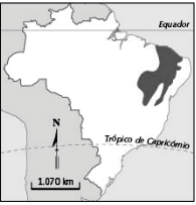 Equador
Trópico de Capricórnio
N
1.070 km